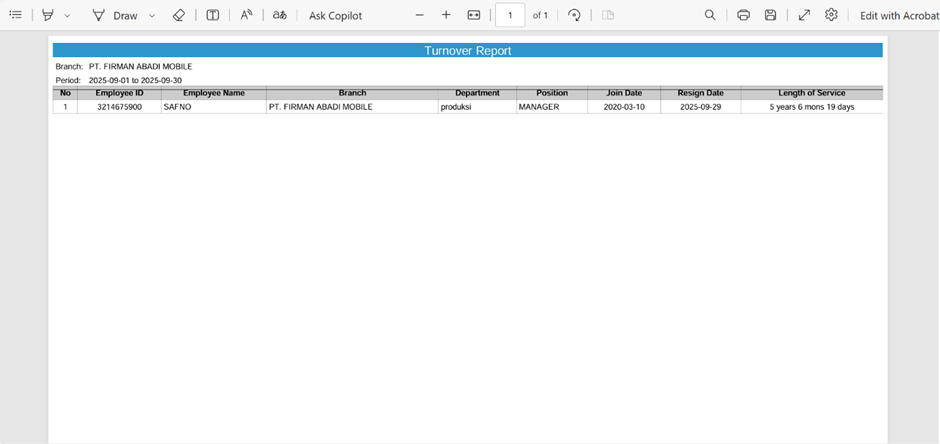 Draw Ask Copilot 1 of 1 Edit with Acrobat
Turnover Report
Branch: PT. FIRMAN ABADI MOBILE
Period: 2025-09-01 to 2025-09-30
No Employee ID Employee Name Branch Department Position Join Date Resign Date Length of Service
1 3214675900 SAFNO PT. FIRMAN ABADI MOBILE produksi MANAGER 2020-03-10 2025-09-29 5 years 6 mons 19 days